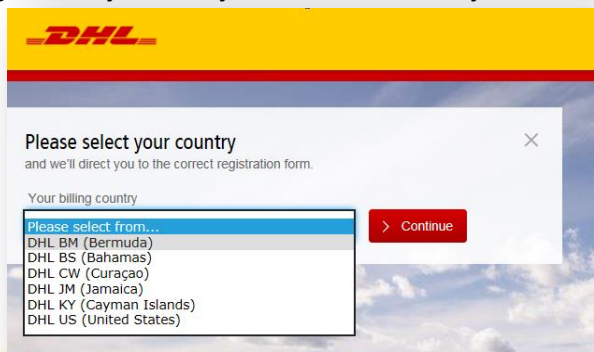 DHL
Please select your country
and we'll direct you to the correct registration form.
Your billing country
Please select from...
> Continue
DHL BM (Bermuda)
DHL BS (Bahamas)
DHL CW (Curaçao)
DHL JM (Jamaica)
DHL KY (Cayman Islands)
DHL US (United States)